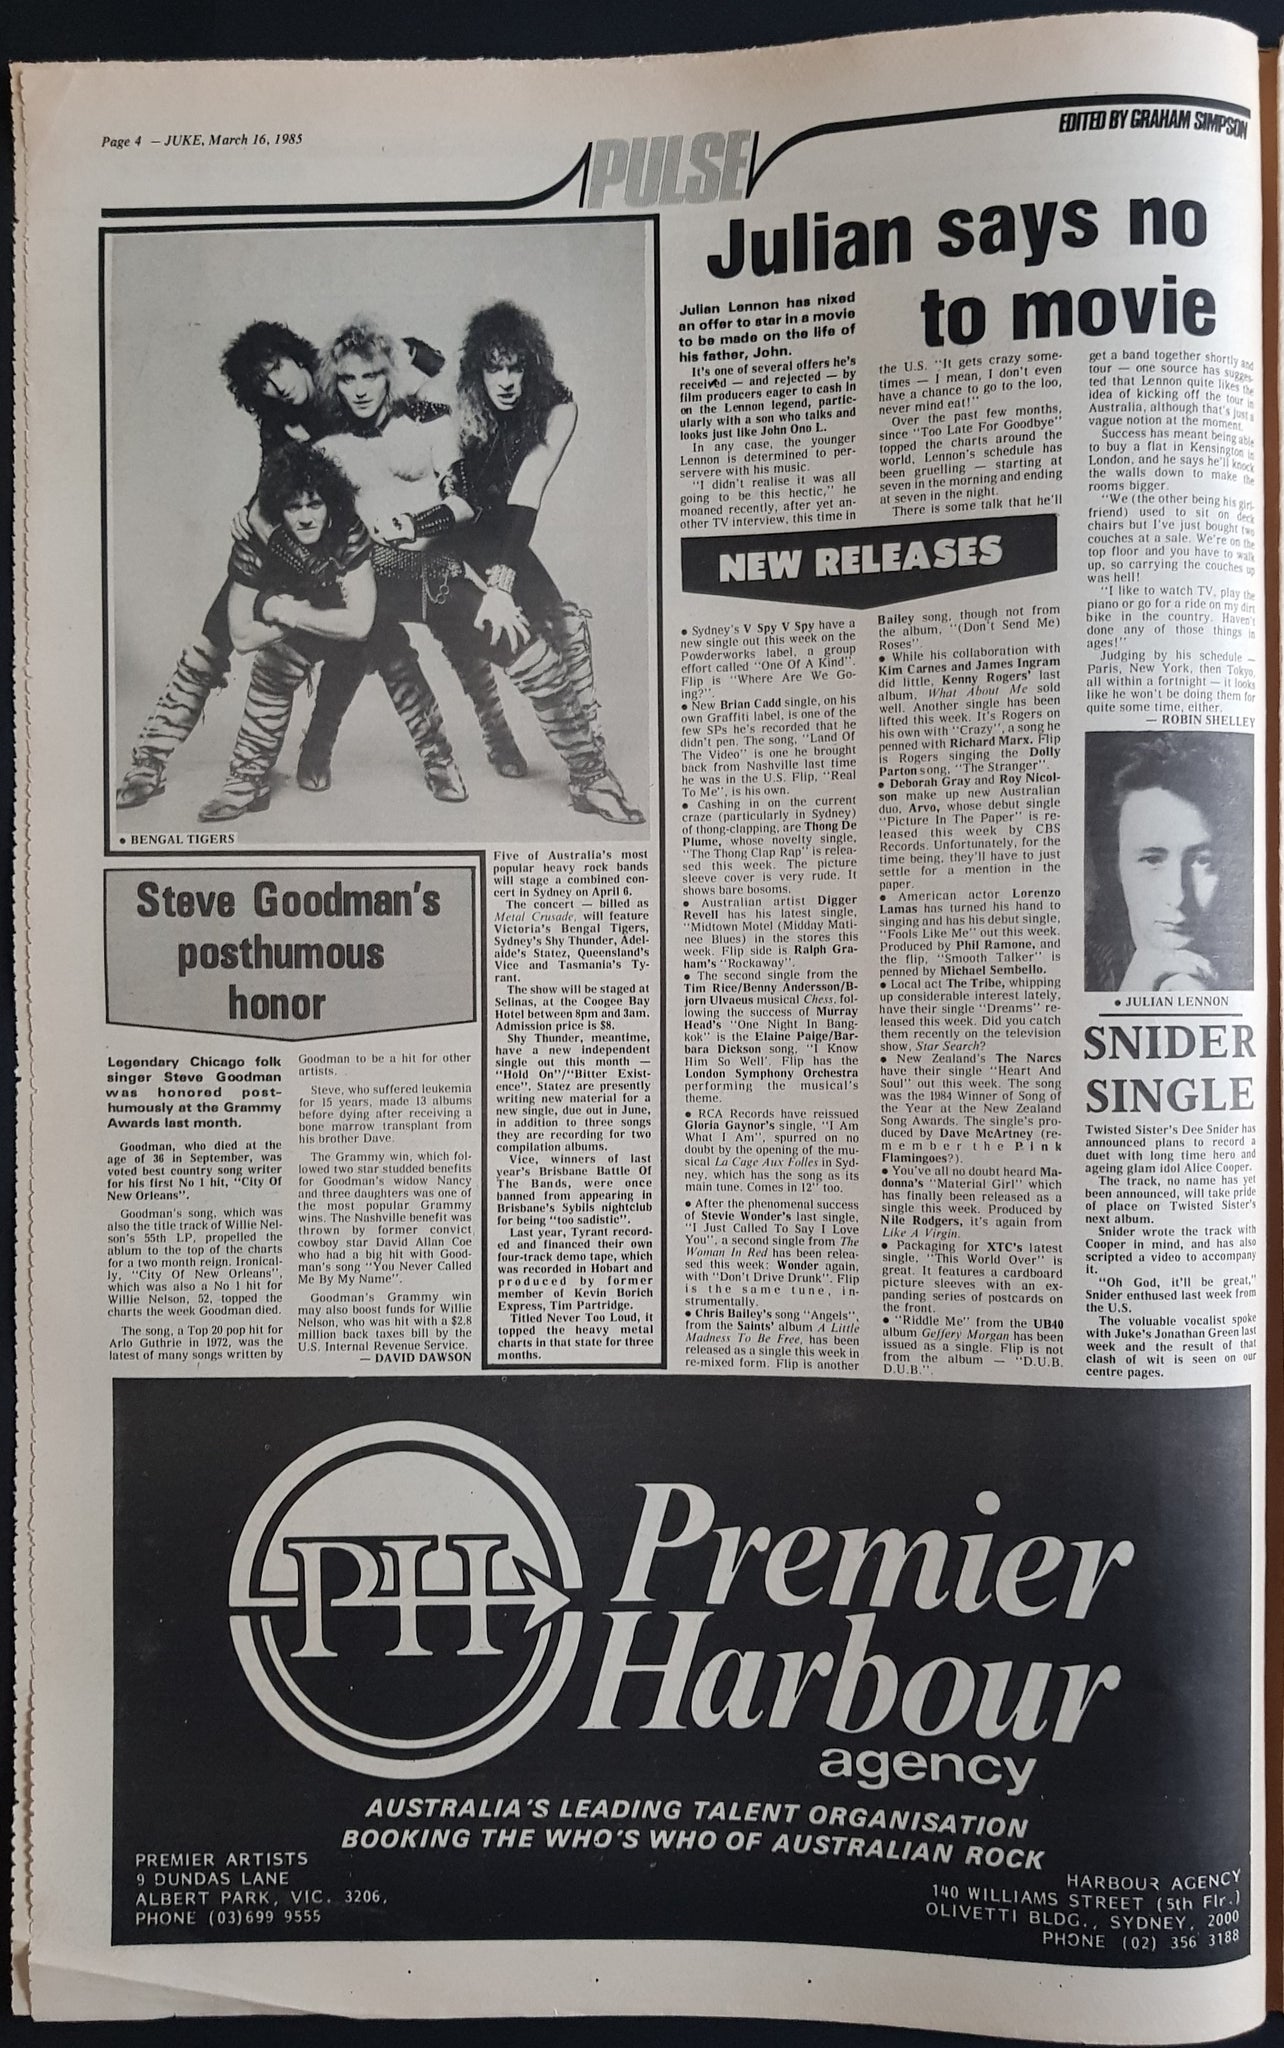 Page 4 — JUKE, March 16, 1985
PULSE
EDITED BY GRAHAM SIMPSON
• BENGAL TIGERS
Steve Goodman's
posthumous
honor
Legendary Chicago folk
singer Steve Goodman
was honored post-
humously at the Grammy
Awards last month.
Goodman, who died at the
age of 36 in September, was
voted best country song writer
for his first No 1 hit, "City Of
New Orleans".
Goodman's song, which was
also the title track of Willie Nel-
son's 55th LP, propelled the
ablum to the top of the charts
for a two month reign. Ironical-
ly, "City Of New Orleans",
which was also a No 1 hit for
Willie Nelson, 52, topped the
charts the week Goodman died.
The song, a Top 20 pop hit for
Arlo Guthrie in 1972, was the
latest of many songs written by
Goodman to be a hit for other
artists.
Steve, who suffered leukemia
for 15 years, made 13 albums
before dying after receiving a
bone marrow transplant from
his brother Dave.
The Grammy win, which fol-
lowed two star studded benefits
for Goodman's widow Nancy
and three daughters was one of
the most popular Grammy
wins. The Nashville benefit was
thrown by former convict
cowboy star David Allan Coe
who had a big hit with Good-
man's song "You Never Called
Me By My Name".
Goodman's Grammy win
may also boost funds for Willie
Nelson, who was hit with a $2.8
million back taxes bill by the
U.S. Internal Revenue Service.
— DAVID DAWSON
Five of Australia's most
popular heavy rock bands
will stage a combined con-
cert in Sydney on April 6.
The concert — billed as
Metal Crusade, will feature
Victoria's Bengal Tigers,
Sydney's Shy Thunder, Adel-
aide's Statez, Queensland's
Vice and Tasmania's Ty-
rant.
The show will be staged at
Selinas, at the Coogee Bay
Hotel between 8pm and 3am.
Admission price is $8.
Shy Thunder, meantime,
have a new independent
single out this month —
"Hold On"/"Bitter Exist-
ence". Statez are presently
writing new material for a
new single, due out in June,
in addition to three songs
they are recording for two
compilation albums.
Vice, winners of last
year's Brisbane Battle Of
The Bands, were once
banned from appearing in
Brisbane's Sybils nightclub
for being "too sadistic".
Last year, Tyrant record-
ed and financed their own
four-track demo tape, which
was recorded in Hobart and
produced by former
member of Kevin Borich
Express, Tim Partridge.
Titled Never Too Loud, it
topped the heavy metal
charts in that state for three
months.
Julian says no
to movie
Julian Lennon has nixed
an offer to star in a movie
to be made on the life of
his father, John.
It's one of several offers he's
received — and rejected — by
film producers eager to cash in
on the Lennon legend, partic-
ularly with a son who talks and
looks just like John Ono L.
In any case, the younger
Lennon is determined to per-
servere with his music.
"I didn't realise it was all
going to be this hectic," he
moaned recently, after yet an-
other TV interview, this time in
the U.S. "It gets crazy some-
times — I mean, I don't even
have a chance to go to the loo,
never mind eat!"
Over the past few months,
since "Too Late For Goodbye"
topped the charts around the
world, Lennon's schedule has
been gruelling — starting at
seven in the morning and ending
at seven in the night.
There is some talk that he'll
get a band together shortly and
tour — one source has sugges-
ted that Lennon quite likes the
idea of kicking off the tour in
Australia, although that's just a
vague notion at the moment.
Success has meant being able
to buy a flat in Kensington in
London, and he says he'll knock
the walls down to make the
rooms bigger.
"We (the other being his girl-
friend) used to sit on deck
chairs but I've just bought two
couches at a sale. We're on the
top floor and you have to walk
up, so carrying the couches up
was hell!
"I like to watch TV, play the
piano or go for a ride on my dirt
bike in the country. Haven't
done any of those things in
ages!"
Judging by his schedule —
Paris, New York, then Tokyo,
all within a fortnight — it looks
like he won't be doing them for
quite some time, either.
— ROBIN SHELLEY
NEW RELEASES
• Sydney's V Spy V Spy have a
new single out this week on the
Powderworks label, a group
effort called "One Of A Kind".
Flip is "Where Are We Go-
ing?".
• New Brian Cadd single, on his
own Graffiti label, is one of the
few SPs he's recorded that he
didn't pen. The song, "Land Of
The Video" is one he brought
back from Nashville last time
he was in the U.S. Flip, "Real
To Me", is his own.
• Cashing in on the current
craze (particularly in Sydney)
of thong-clapping, are Thong De
Plume, whose novelty single,
"The Thong Clap Rap" is relea-
sed this week. The picture
sleeve cover is very rude. It
shows bare bosoms.
• Australian artist Digger
Revell has his latest single,
"Midtown Motel (Midday Mati-
nee Blues) in the stores this
week. Flip side is Ralph Gra-
ham's "Rockaway".
• The second single from the
Tim Rice/Benny Andersson/B-
jorn Ulvaeus musical Chess, fol-
lowing the success of Murray
Head's "One Night In Bang-
kok" is the Elaine Paige/Bar-
bara Dickson song, "I Know
Him So Well'. Flip has the
London Symphony Orchestra
performing the musical's
theme.
• RCA Records have reissued
Gloria Gaynor's single, "I Am
What I Am", spurred on no
doubt by the opening of the mu-
sical La Cage Aux Folles in Syd-
ney, which has the song as its
main tune. Comes in 12" too.
• After the phenomenal success
of Stevie Wonder's last single,
"I Just Called To Say I Love
You", a second single from The
Woman In Red has been relea-
sed this week: Wonder again,
with "Don't Drive Drunk". Flip
is the same tune, in-
strumentally.
• Chris Bailey's song "Angels",
from the Saints' album A Little
Madness To Be Free, has been
released as a single this week in
re-mixed form. Flip is another
Bailey song, though not from
the album, "(Don't Send Me)
Roses".
• While his collaboration with
Kim Carnes and James Ingram
did little, Kenny Rogers' last
album, What About Me sold
well. Another single has been
lifted this week. It's Rogers on
his own with "Crazy", a song he
penned with Richard Marx. Flip
is Rogers singing the Dolly
Parton song, "The Stranger".
• Deborah Gray and Roy Nicol-
son make up new Australian
duo, Arvo, whose debut single
"Picture In The Paper" is re-
leased this week by CBS
Records. Unfortunately, for the
time being, they'll have to just
settle for a mention in the
paper.
• American actor Lorenzo
Lamas has turned his hand to
singing and has his debut single,
"Fools Like Me" out this week.
Produced by Phil Ramone, and
the flip, "Smooth Talker" is
penned by Michael Sembello.
• Local act The Tribe, whipping
up considerable interest lately,
have their single "Dreams" re-
leased this week. Did you catch
them recently on the television
show, Star Search?
• New Zealand's The Narcs
have their single "Heart And
Soul" out this week. The song
was the 1984 Winner of Song of
the Year at the New Zealand
Song Awards. The single's pro-
duced by Dave McArtney (re-
member the Pink
Flamingoes?).
• You've all no doubt heard Ma-
donna's "Material Girl" which
has finally been released as a
single this week. Produced by
Nile Rodgers, it's again from
Like A Virgin.
• Packaging for XTC's latest
single, "This World Over" is
great. It features a cardboard
picture sleeves with an ex-
panding series of postcards on
the front.
• "Riddle Me" from the UB40
album Geffery Morgan has been
issued as a single. Flip is not
from the album — "D.U.B.
D.U.B.".
• JULIAN LENNON
SNIDER
SINGLE
Twisted Sister's Dee Snider has
announced plans to record a
duet with long time hero and
ageing glam idol Alice Cooper.
The track, no name has yet
been announced, will take pride
of place on Twisted Sister's
next album.
Snider wrote the track with
Cooper in mind, and has also
scripted a video to accompany
it.
"Oh God, it'll be great,"
Snider enthused last week from
the U.S.
The valuable vocalist spoke
with Juke's Jonathan Green last
week and the result of that
clash of wit is seen on our
centre pages.
PH
Premier
Harbour
agency
AUSTRALIA'S LEADING TALENT ORGANISATION
BOOKING THE WHO'S WHO OF AUSTRALIAN ROCK
PREMIER ARTISTS
9 DUNDAS LANE
ALBERT PARK, VIC. 3206,
PHONE (03)699 9555
HARBOUR AGENCY
140 WILLIAMS STREET (5th Flr.)
OLIVETTI BLDG., SYDNEY, 2000
PHONE (02) 356 3188